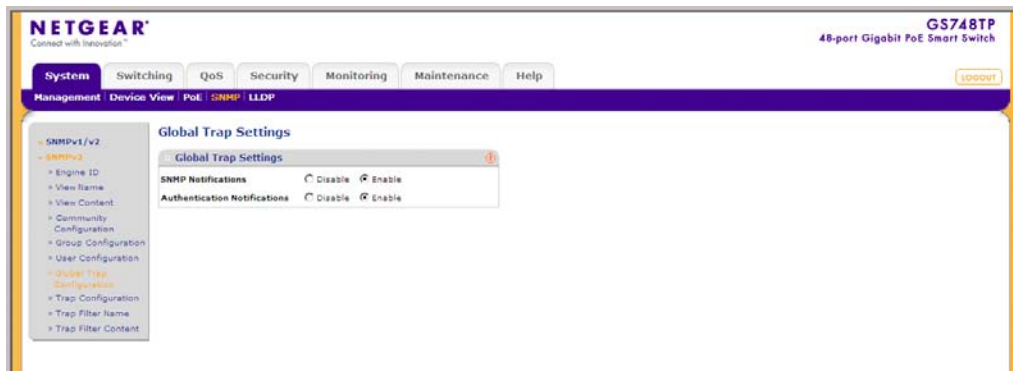 NETGEAR
Connect with Innovation™
GS748TP
48-port Gigabit PoE Smart Switch
System Switching QoS Security Monitoring Maintenance Help
LOGOUT
Management Device View PoE SNMP LLDP
SNMPv1/v2
SNMPv3
Engine ID
View Name
View Content
Community
Configuration
Group Configuration
User Configuration
Global Trap
Configuration
Trap Configuration
Trap Filter Name
Trap Filter Content
Global Trap Settings
Global Trap Settings
SNMP Notifications Disable Enable
Authentication Notifications Disable Enable